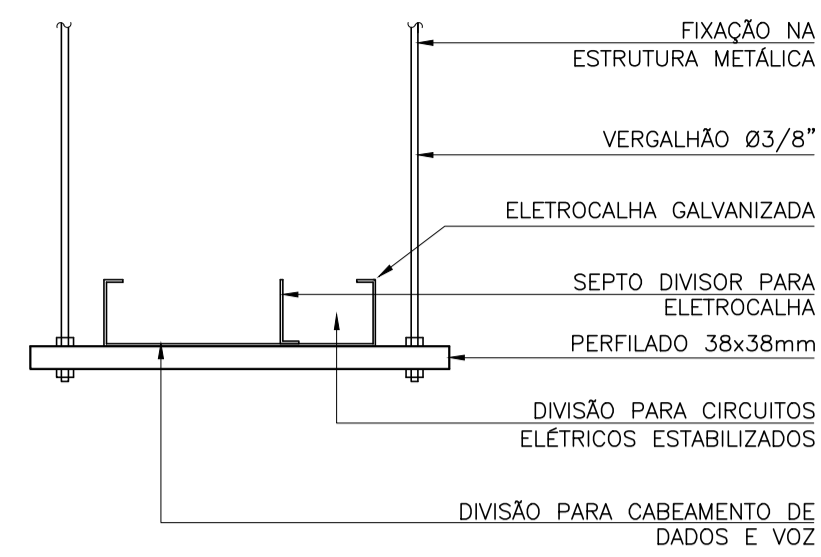 FIXAÇÃO NA
ESTRUTURA METÁLICA
VERGALHÃO Ø3/8"
ELETROCALHA GALVANIZADA
SEPTO DIVISOR PARA
ELETROCALHA
PERFILADO 38x38mm
DIVISÃO PARA CIRCUITOS
ELÉTRICOS ESTABILIZADOS
DIVISÃO PARA CABEAMENTO DE
DADOS E VOZ